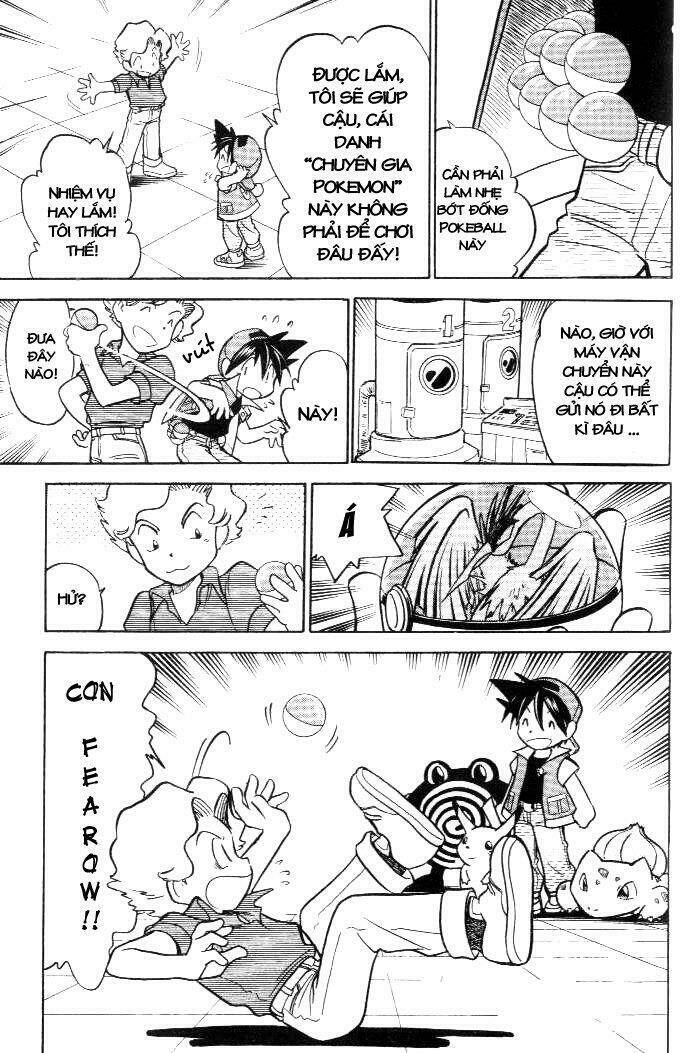 CẦN PHẢI
LÀM NHẸ
BỚT ĐỐNG
POKEBALL
NÀY
ĐƯỢC LẮM,
TÔI SẼ GIÚP
CẬU, CÁI
DANH
“CHUYÊN GIA
POKEMON”
NÀY KHÔNG
PHẢI ĐỂ CHƠI
ĐÂU ĐẤY!
NHIỆM VỤ
HAY LẮM!
TÔI THÍCH
THẾ!
NÀO, GIỜ VỚI
MÁY VẬN
CHUYỂN NÀY
CẬU CÓ THỂ
GỬI NÓ ĐI BẤT
KÌ ĐÂU ...
1
2
NÀY!
vút
ĐƯA
ĐÂY
NÀO!
Á
HỬ?
CON
FEAROW!!